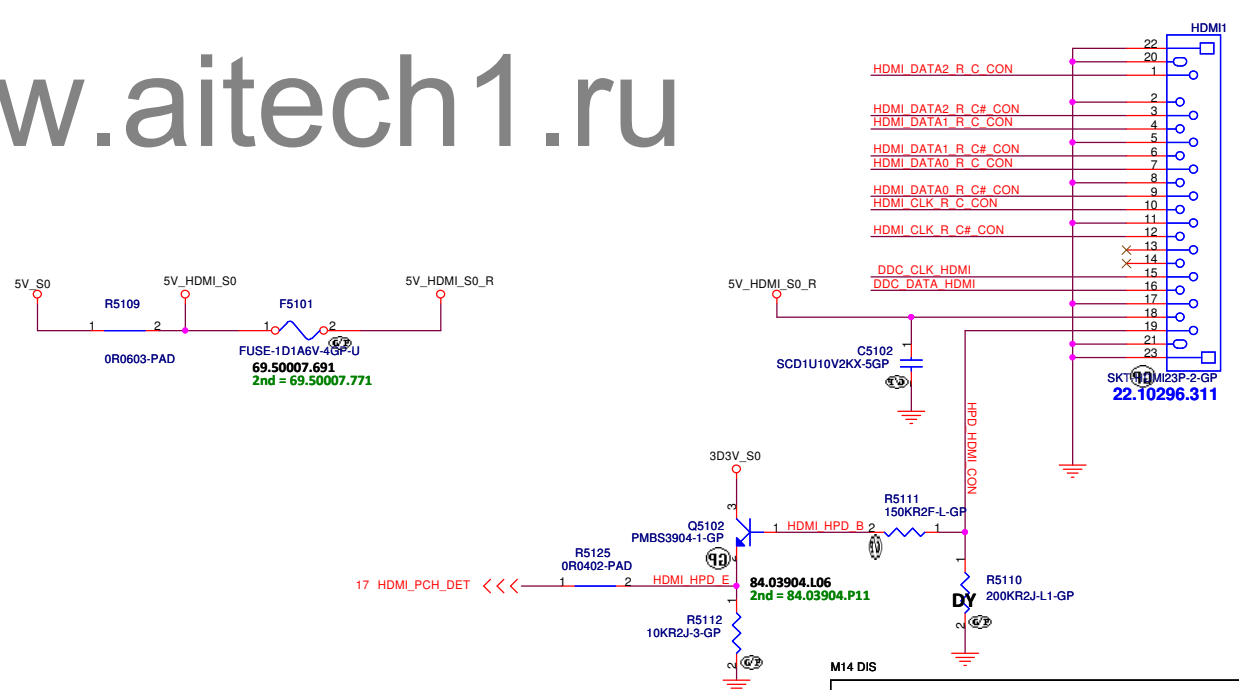 w.aitech1.ru
HDMI1
22
20
HDMI_DATA2_R_C_CON 1
2
HDMI_DATA2_R_C#_CON 3
HDMI_DATA1_R_C_CON 4
5
HDMI_DATA1_R_C#_CON 6
HDMI_DATA0_R_C_CON 7
8
HDMI_DATA0_R_C#_CON 9
HDMI_CLK_R_C_CON 10
11
HDMI_CLK_R_C#_CON 12
13
14
DDC_CLK_HDMI 15
DDC_DATA_HDMI 16
17
18
19
21
23
22.10296.311
5V_S0
5V_HDMI_S0
5V_HDMI_S0_R
R5109
F5101
1 2
1 2
0R0603-PAD
FUSE-1D1A6V-4GP-U
69.50007.691
2nd = 69.50007.771
5V_HDMI_S0_R
1
C5102
SCD1U10V2KX-5GP
2
HPD_HDMI_CON
3D3V_S0
3
Q5102
PMBS3904-1-GP
1 HDMI_HPD_B 2
R5111
150KR2F-L-GP
1
R5125
0R0402-PAD
17 HDMI_PCH_DET
1 2
HDMI_HPD_E
84.03904.L06
2nd = 84.03904.P11
1
R5112
10KR2J-3-GP
2
1
R5110
200KR2J-L1-GP
DY
2
M14 DIS